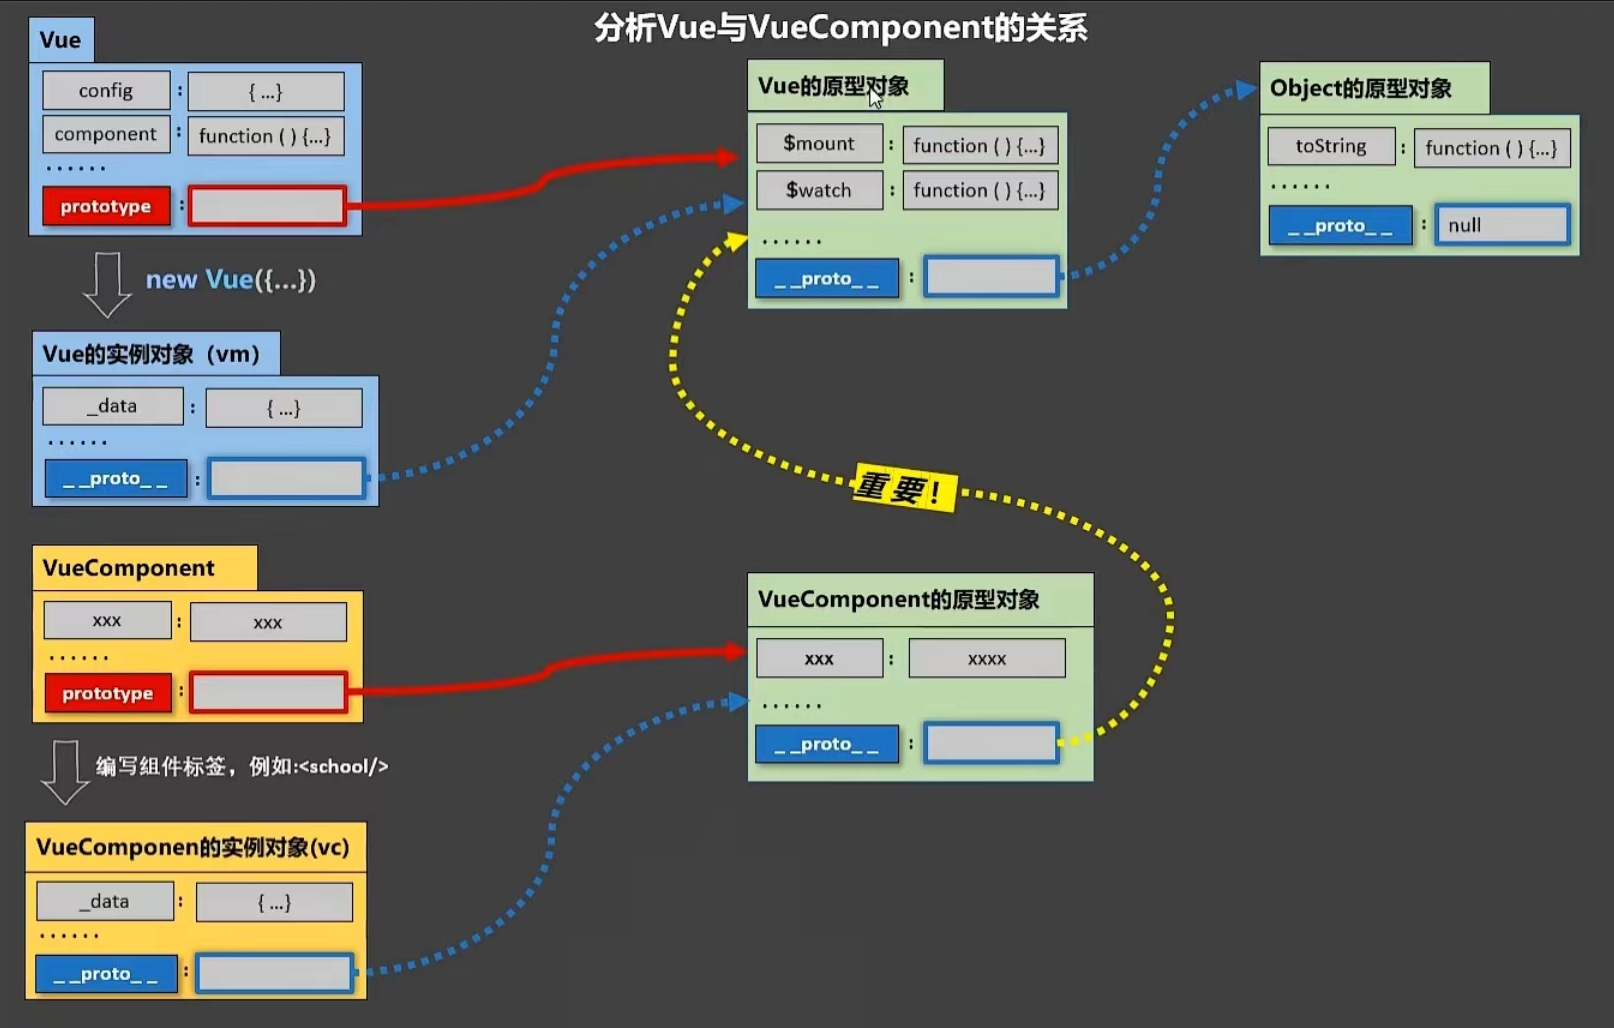 分析Vue与VueComponent的关系
Vue
config : { ...}
component : function ( ) {...}
......
prototype :
new Vue({...})
Vue的实例对象（vm）
_data : { ...}
......
_ _proto_ _ :
VueComponent
xxx : xxx
......
prototype :
编写组件标签，例如:<school/>
VueComponen的实例对象(vc)
_data : { ...}
......
_ _proto_ _ :
Vue的原型对象
$mount : function ( ) {...}
$watch : function ( ) {...}
......
_ _proto_ _ :
重要！
VueComponent的原型对象
xxx : xxxx
......
_ _proto_ _ :
Object的原型对象
toString : function ( ) {...}
......
_ _proto_ _ : null